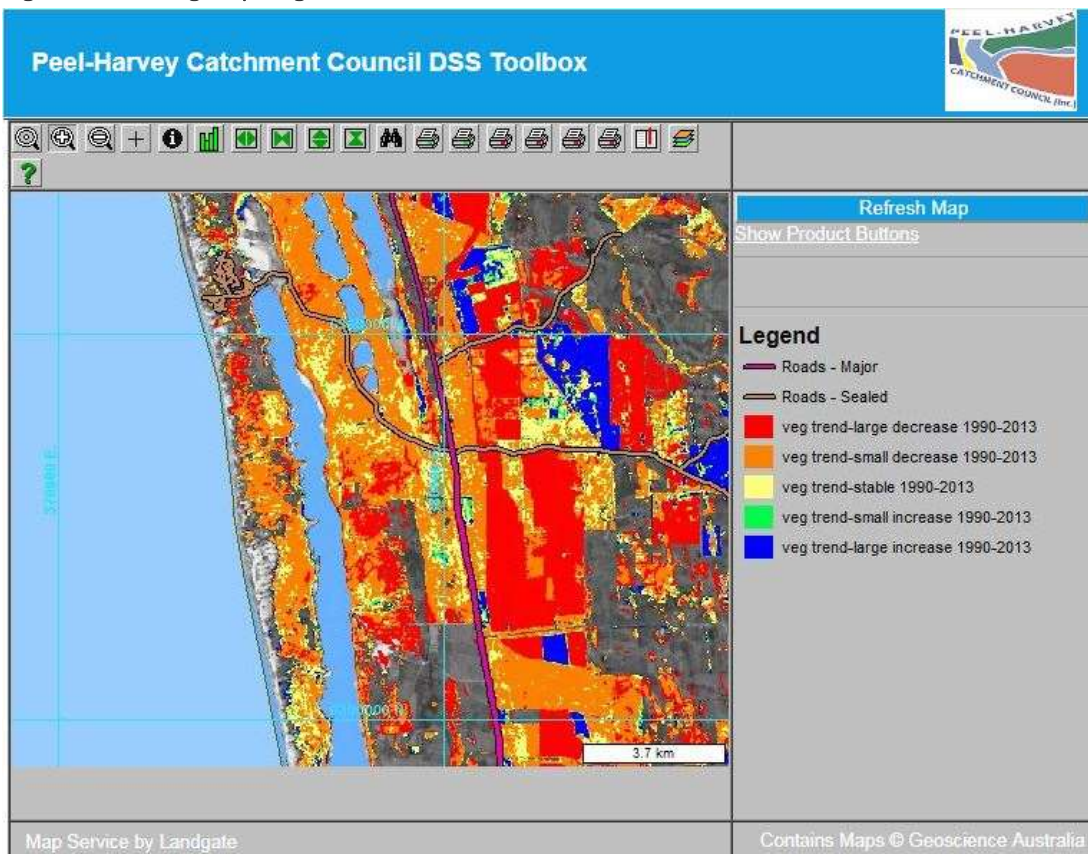 Peel-Harvey Catchment Council DSS Toolbox
PEEL-HARVEY
CATCHMENT COUNCIL (Inc.)
Refresh Map
Show Product Buttons
Legend
Roads - Major
Roads - Sealed
veg trend-large decrease 1990-2013
veg trend-small decrease 1990-2013
veg trend-stable 1990-2013
veg trend-small increase 1990-2013
veg trend-large increase 1990-2013
3.7 km
Map Service by Landgate
Contains Maps © Geoscience Australia